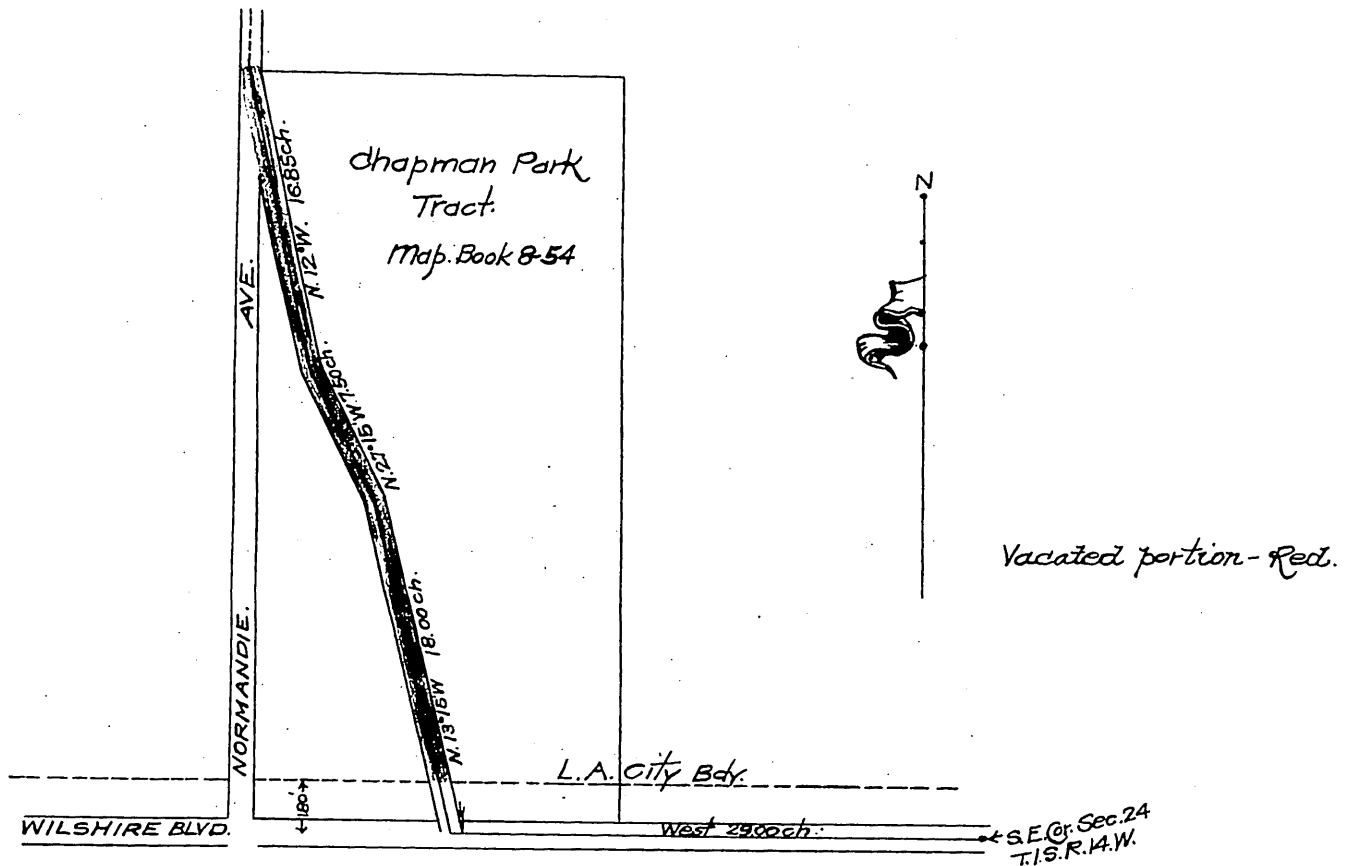 Chapman Park
Tract.
Map. Book 8-54
N. 12° W. 16.85 ch.
N. 27° 15' W. 7.50 ch.
N. 13° 15' W 18.00 ch.
NORMANDIE. AVE.
N
Vacated portion - Red.
L.A. City Bdy.
180'
WILSHIRE BLVD.
West 29.00 ch.
S.E. Cor. Sec. 24
T.1.S. R.14.W.